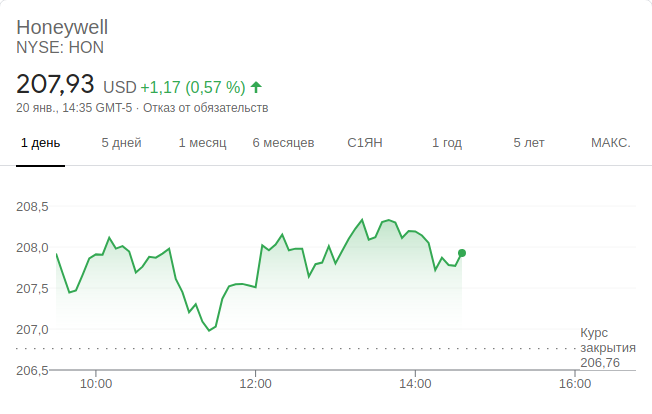 Honeywell
NYSE: HON
207,93 USD +1,17 (0,57 %)
20 янв., 14:35 GMT-5 · Отказ от обязательств
1 день 5 дней 1 месяц 6 месяцев С1ЯН 1 год 5 лет МАКС.
208,5
208,0
207,5
207,0
Курс
закрытия
206,76
206,5
10:00 12:00 14:00 16:00